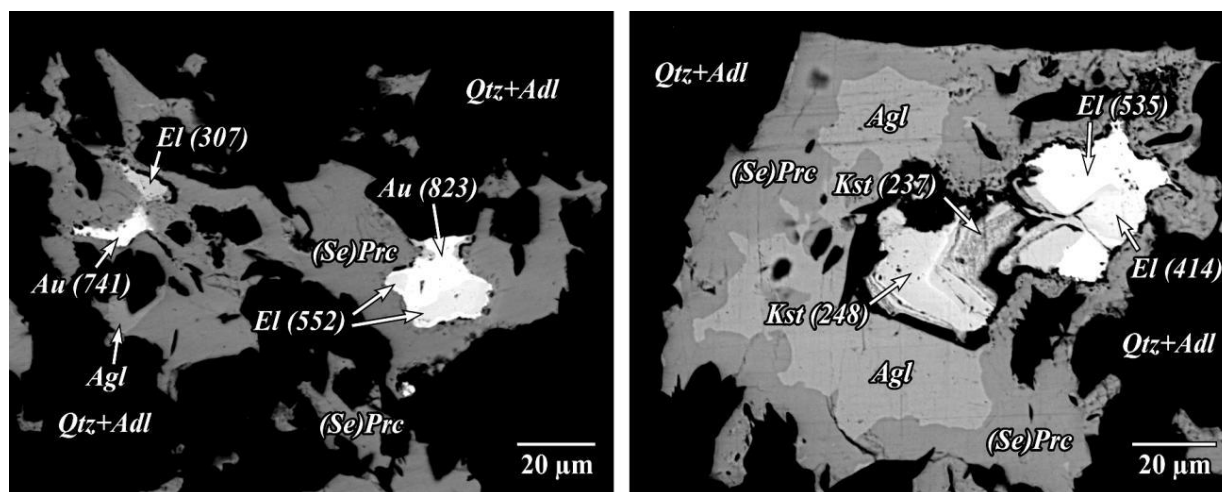 Qtz+Adl
El (307)
Au (823)
(Se)Prc
Au (741)
El (552)
Agl
Qtz+Adl
(Se)Prc
20 µm
Qtz+Adl
El (535)
Agl
(Se)Prc
Kst (237)
El (414)
Kst (248)
Qtz+Adl
Agl
(Se)Prc
20 µm